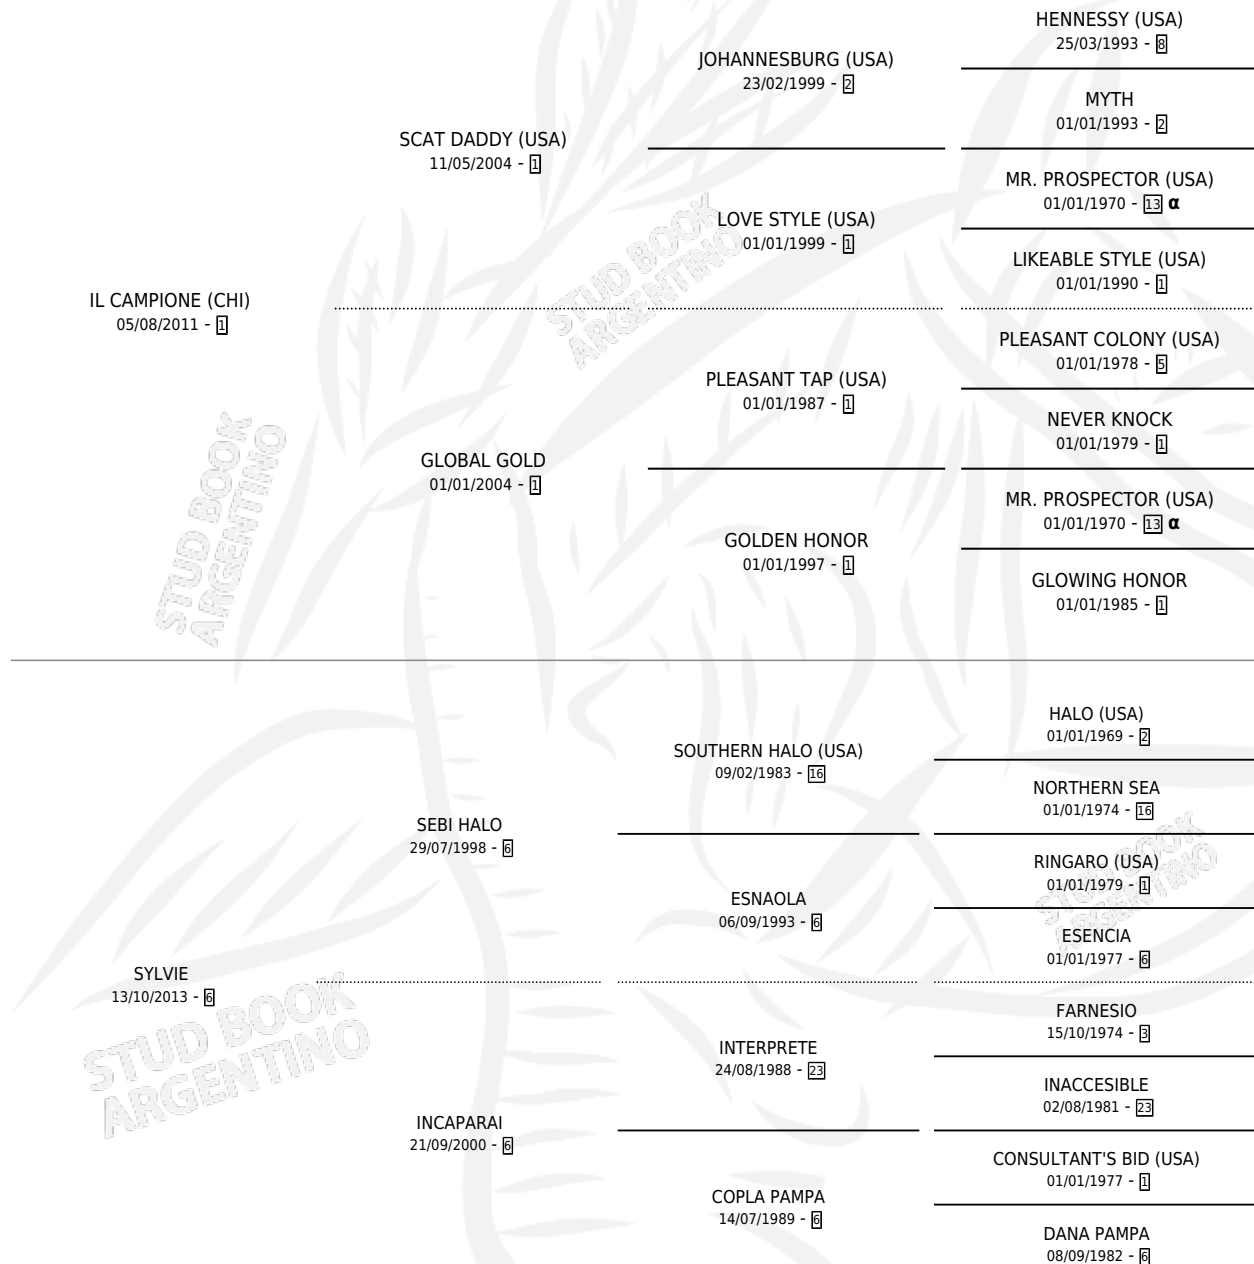 HENNESSY (USA)
25/03/1993 - 8
JOHANNESBURG (USA)
23/02/1999 - 2
MYTH
01/01/1993 - 2
SCAT DADDY (USA)
11/05/2004 - 1
MR. PROSPECTOR (USA)
01/01/1970 - 13 α
LOVE STYLE (USA)
01/01/1999 - 1
LIKEABLE STYLE (USA)
01/01/1990 - 1
IL CAMPIONE (CHI)
05/08/2011 - 1
PLEASANT COLONY (USA)
01/01/1978 - 5
PLEASANT TAP (USA)
01/01/1987 - 1
NEVER KNOCK
01/01/1979 - 1
GLOBAL GOLD
01/01/2004 - 1
MR. PROSPECTOR (USA)
01/01/1970 - 13 α
GOLDEN HONOR
01/01/1997 - 1
GLOWING HONOR
01/01/1985 - 1
HALO (USA)
01/01/1969 - 2
SOUTHERN HALO (USA)
09/02/1983 - 16
NORTHERN SEA
01/01/1974 - 16
SEBI HALO
29/07/1998 - 6
RINGARO (USA)
01/01/1979 - 1
ESNAOLA
06/09/1993 - 6
ESENCIA
01/01/1977 - 6
SYLVIE
13/10/2013 - 6
FARNESIO
15/10/1974 - 3
INTERPRETE
24/08/1988 - 23
INACCESIBLE
02/08/1981 - 23
INCAPARAI
21/09/2000 - 6
CONSULTANT'S BID (USA)
01/01/1977 - 1
COPLA PAMPA
14/07/1989 - 6
DANA PAMPA
08/09/1982 - 6
STUD BOOK
ARGENTINO
STUD BOOK
ARGENTINO
STUD BOOK
ARGENTINO
STUD BOOK
ARGENTINO